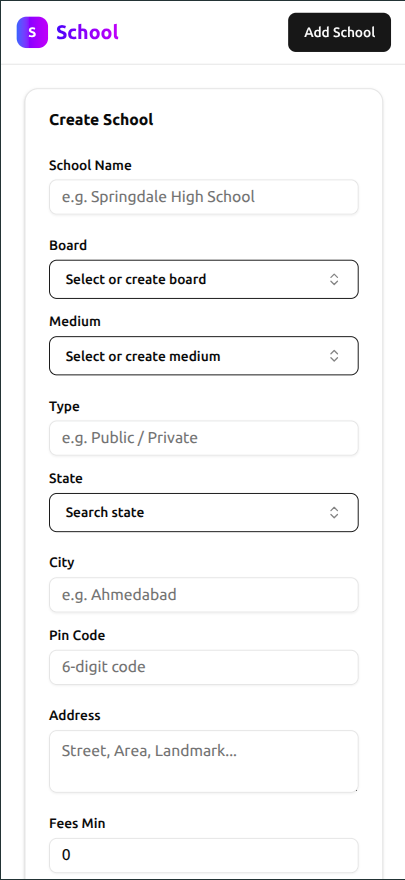 S School
Add School
Create School
School Name
e.g. Springdale High School
Board
Select or create board
Medium
Select or create medium
Type
e.g. Public / Private
State
Search state
City
e.g. Ahmedabad
Pin Code
6-digit code
Address
Street, Area, Landmark...
Fees Min
0